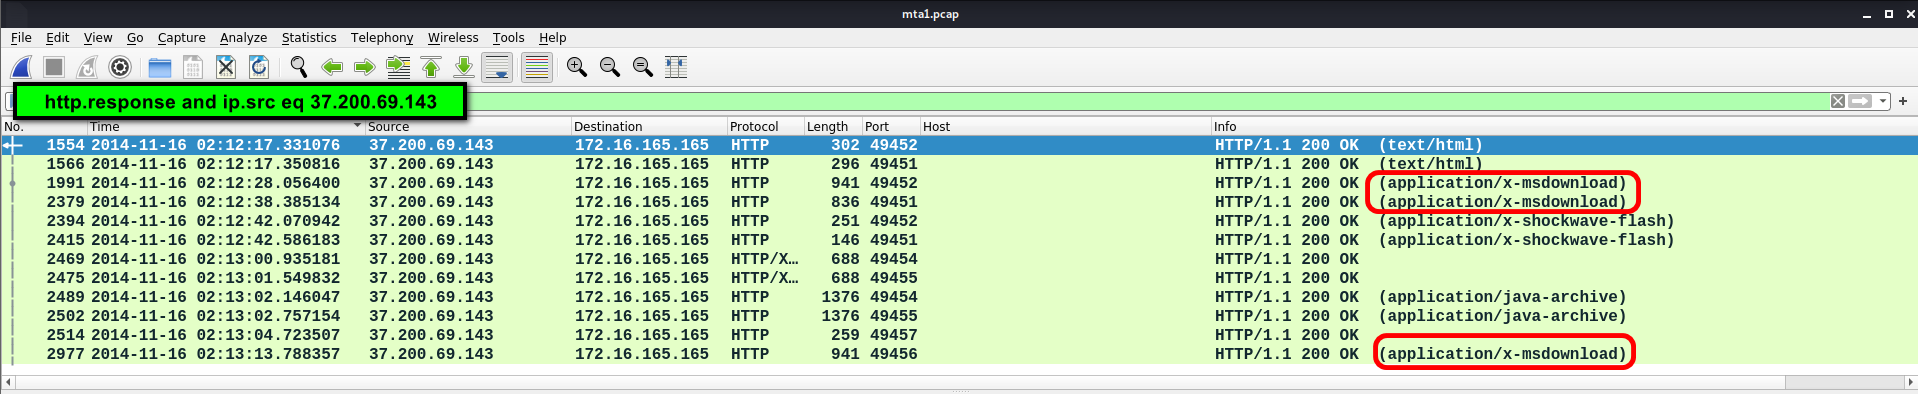 mta1.pcap
File Edit View Go Capture Analyze Statistics Telephony Wireless Tools Help
http.response and ip.src eq 37.200.69.143
No. Time Source Destination Protocol Length Port Host Info
1554 2014-11-16 02:12:17.331076 37.200.69.143 172.16.165.165 HTTP 302 49452 HTTP/1.1 200 OK (text/html)
1566 2014-11-16 02:12:17.350816 37.200.69.143 172.16.165.165 HTTP 296 49451 HTTP/1.1 200 OK (text/html)
1991 2014-11-16 02:12:28.056400 37.200.69.143 172.16.165.165 HTTP 941 49452 HTTP/1.1 200 OK (application/x-msdownload)
2379 2014-11-16 02:12:38.385134 37.200.69.143 172.16.165.165 HTTP 836 49451 HTTP/1.1 200 OK (application/x-msdownload)
2394 2014-11-16 02:12:42.070942 37.200.69.143 172.16.165.165 HTTP 251 49452 HTTP/1.1 200 OK (application/x-shockwave-flash)
2415 2014-11-16 02:12:42.586183 37.200.69.143 172.16.165.165 HTTP 146 49451 HTTP/1.1 200 OK (application/x-shockwave-flash)
2469 2014-11-16 02:13:00.935181 37.200.69.143 172.16.165.165 HTTP/X… 688 49454 HTTP/1.1 200 OK
2475 2014-11-16 02:13:01.549832 37.200.69.143 172.16.165.165 HTTP/X… 688 49455 HTTP/1.1 200 OK
2489 2014-11-16 02:13:02.146047 37.200.69.143 172.16.165.165 HTTP 1376 49454 HTTP/1.1 200 OK (application/java-archive)
2502 2014-11-16 02:13:02.757154 37.200.69.143 172.16.165.165 HTTP 1376 49455 HTTP/1.1 200 OK (application/java-archive)
2514 2014-11-16 02:13:04.723507 37.200.69.143 172.16.165.165 HTTP 259 49457 HTTP/1.1 200 OK
2977 2014-11-16 02:13:13.788357 37.200.69.143 172.16.165.165 HTTP 941 49456 HTTP/1.1 200 OK (application/x-msdownload)